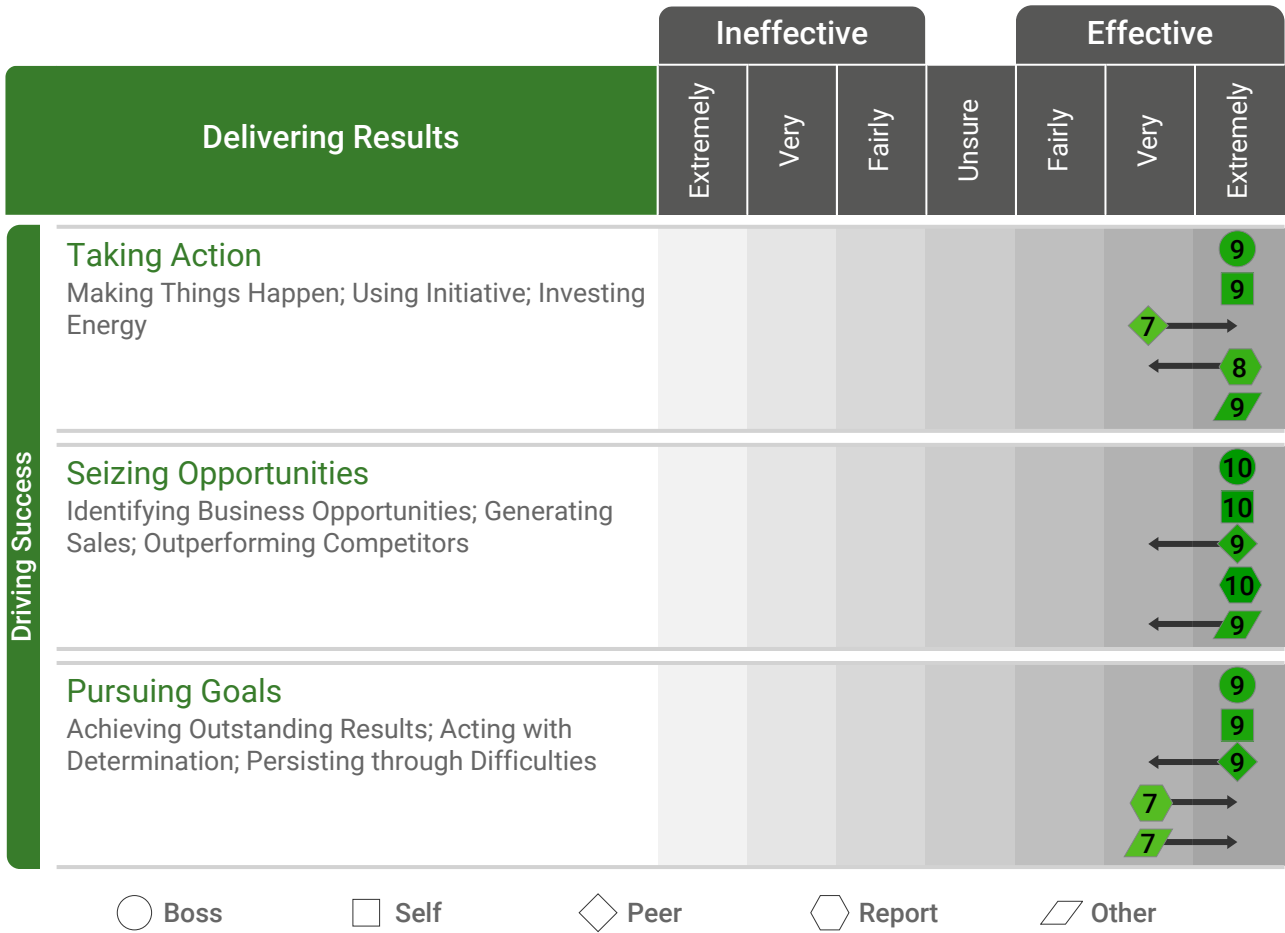 Ineffective
Effective
Delivering Results
Extremely
Very
Fairly
Unsure
Fairly
Very
Extremely
Driving Success
Taking Action
Making Things Happen; Using Initiative; Investing
Energy
9
9
7
8
9
Seizing Opportunities
Identifying Business Opportunities; Generating
Sales; Outperforming Competitors
10
10
9
10
9
Pursuing Goals
Achieving Outstanding Results; Acting with
Determination; Persisting through Difficulties
9
9
9
7
7
Boss
Self
Peer
Report
Other